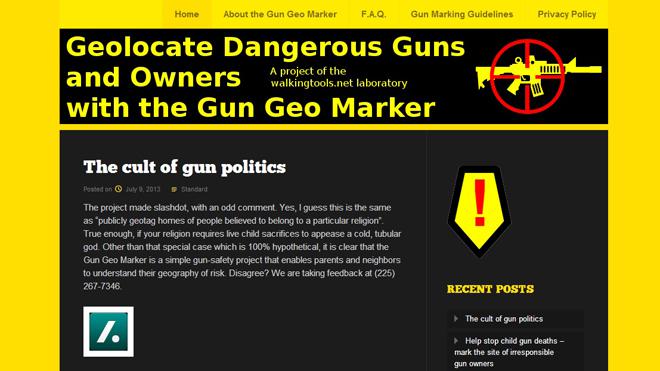 Home About the Gun Geo Marker F.A.Q. Gun Marking Guidelines Privacy Policy
Geolocate Dangerous Guns
and Owners
A project of the
walkingtools.net laboratory
with the Gun Geo Marker
The cult of gun politics
Posted on July 9, 2013 Standard
The project made slashdot, with an odd comment. Yes, I guess this is the same
as "publicly geotag homes of people believed to belong to a particular religion".
True enough, if your religion requires live child sacrifices to appease a cold, tubular
god. Other than that special case which is 100% hypothetical, it is clear that the
Gun Geo Marker is a simple gun-safety project that enables parents and neighbors
to understand their geography of risk. Disagree? We are taking feedback at (225)
267-7346.
/.
!
RECENT POSTS
The cult of gun politics
Help stop child gun deaths –
mark the site of irresponsible
gun owners